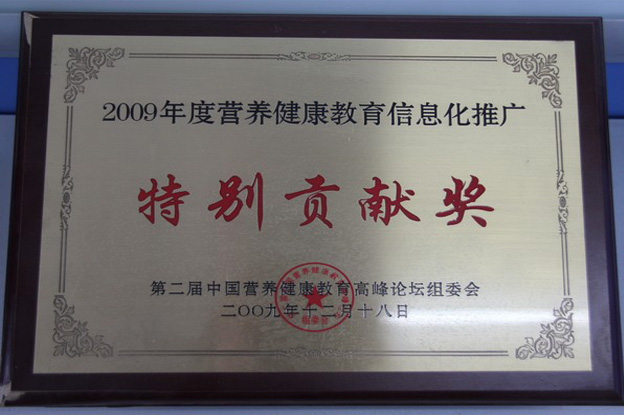 2009年度营养健康教育信息化推广
特别贡献奖
第二届中国营养健康教育高峰论坛组委会
二〇〇九年十二月十八日